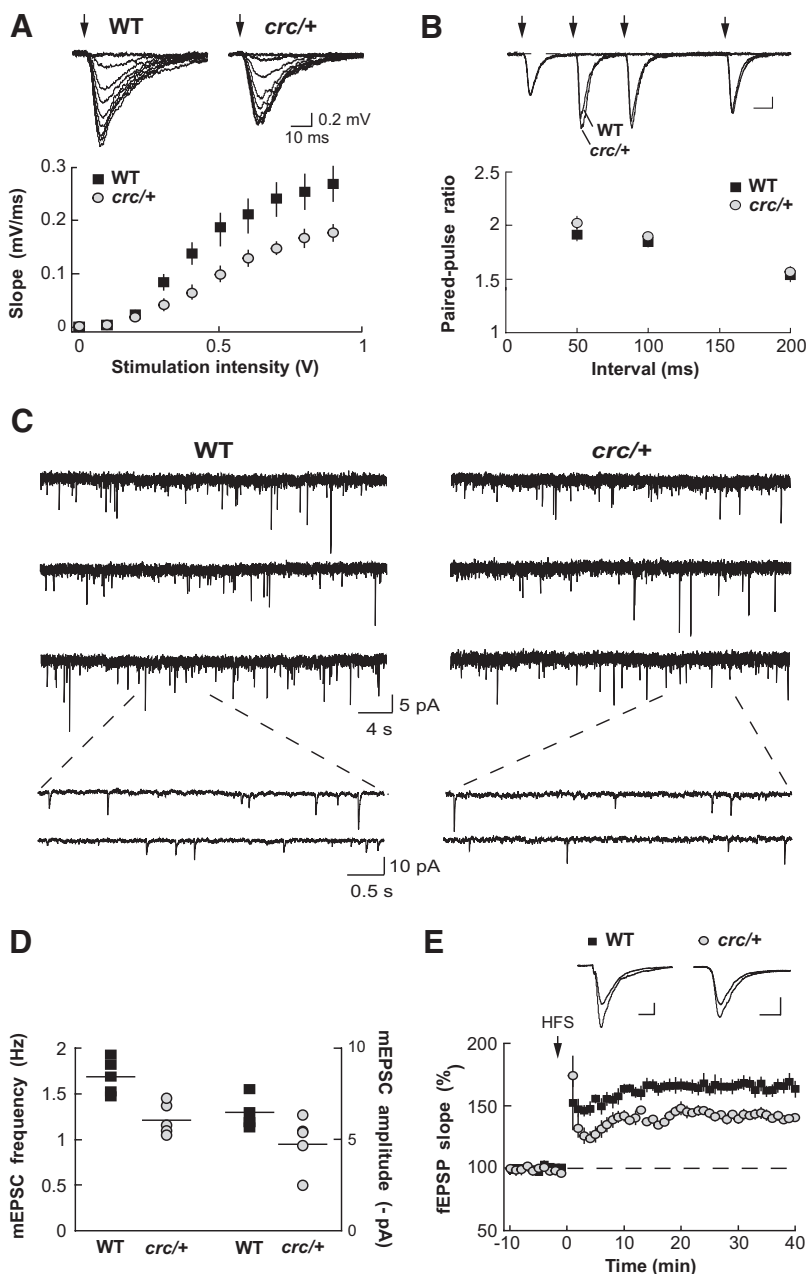 A
WT
crc/+
0.2 mV
10 ms
0.3
0.2
0.1
0
WT
crc/+
Slope (mV/ms)
0
0.5
1
Stimulation intensity (V)
B
WT
crc/+
2.5
2
1.5
1
WT
crc/+
Paired-pulse ratio
0
50
100
150
200
Interval (ms)
C
WT
crc/+
5 pA
4 s
10 pA
0.5 s
D
mEPSC frequency (Hz)
2
1.5
1
0.5
0
10
5
0
mEPSC amplitude (- pA)
WT
crc/+
WT
crc/+
E
WT
crc/+
HFS
fEPSP slope (%)
200
150
100
50
-10
0
10
20
30
40
Time (min)